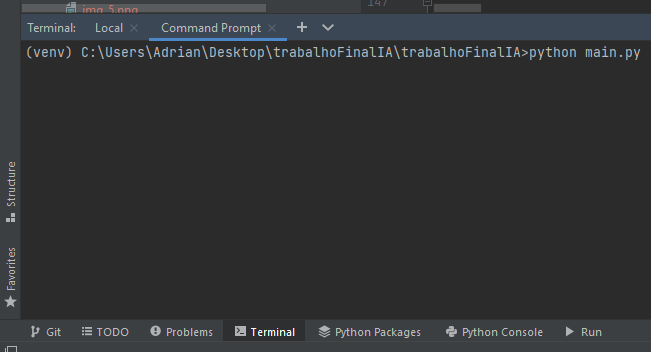 img_5.png
147
Terminal: Local × Command Prompt × +
(venv) C:\Users\Adrian\Desktop\trabalhoFinalIA\trabalhoFinalIA>python main.py
Structure
Favorites
Git TODO Problems Terminal Python Packages Python Console Run